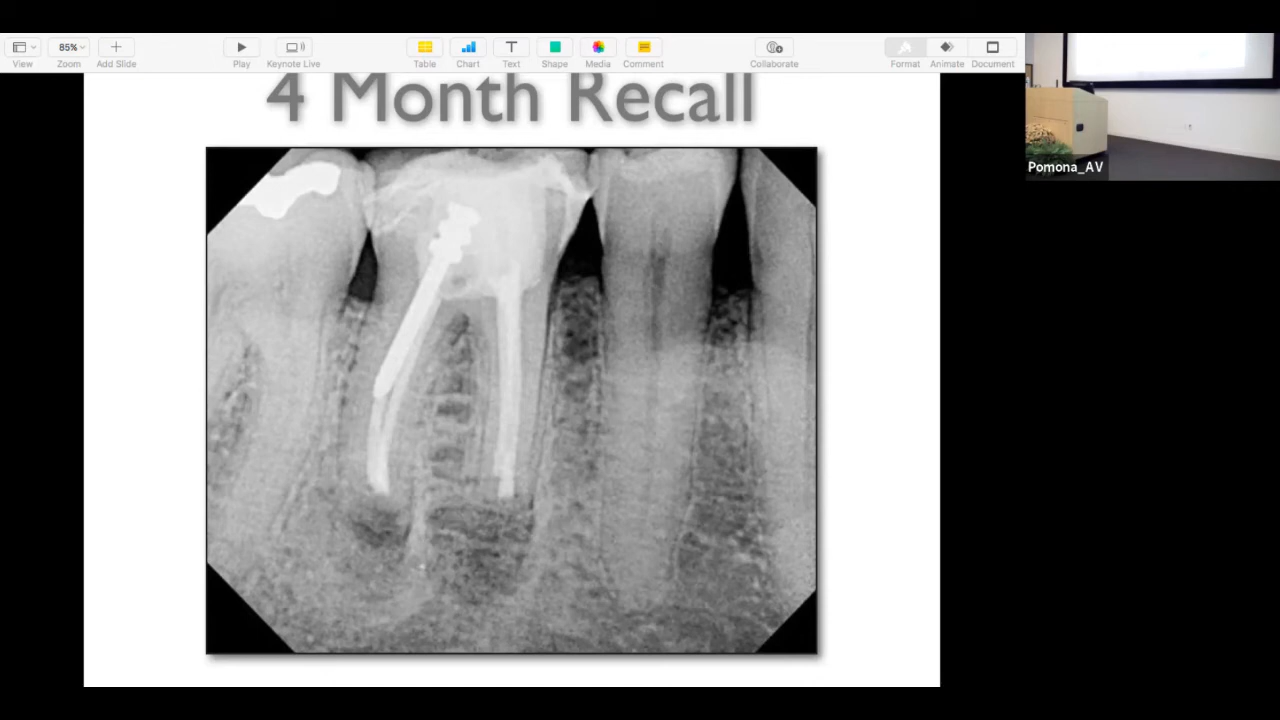 85%
View
Zoom
Add Slide
Play
Keynote Live
Table
Chart
Text
Shape
Media
Comment
Collaborate
Format
Animate
Document
4 Month Recall
Pomona_AV